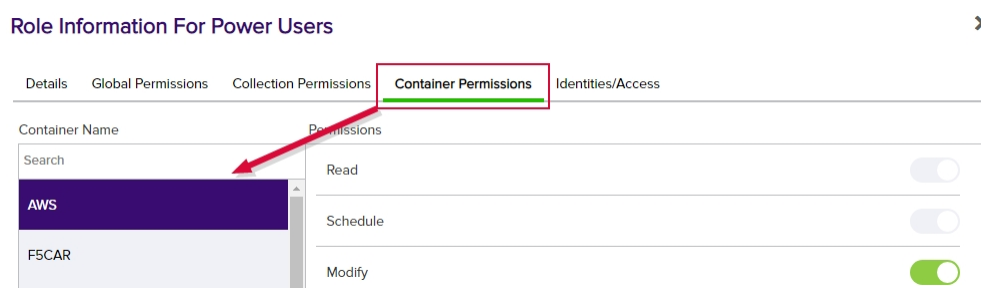 Role Information For Power Users
Details Global Permissions Collection Permissions Container Permissions Identities/Access
Container Name Permissions
Search
Read
AWS
Schedule
F5CAR
Modify